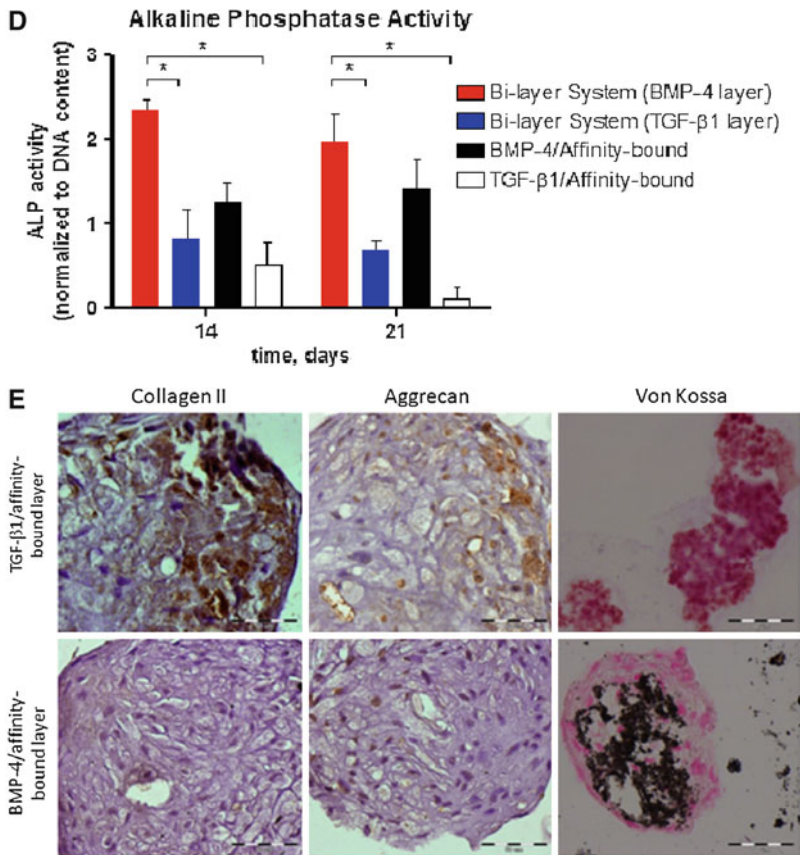 D
Alkaline Phosphatase Activity
ALP activity
(normalized to DNA content)
3
2
1
0
*
*
*
*
14
21
time, days
Bi-layer System (BMP-4 layer)
Bi-layer System (TGF-β1 layer)
BMP-4/Affinity-bound
TGF-β1/Affinity-bound
E
Collagen II
Aggrecan
Von Kossa
TGF-β1/affinity-
bound layer
BMP-4/affinity-
bound layer